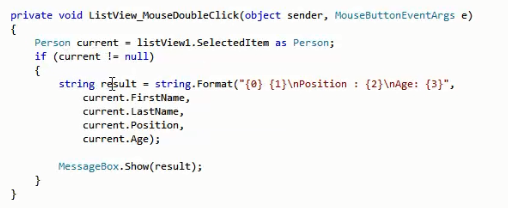 private void ListView_MouseDoubleClick(object sender, MouseButtonEventArgs e)
{
    Person current = listView1.SelectedItem as Person;
    if (current != null)
    {
        string result = string.Format("{0} {1}\nPosition : {2}\nAge: {3}",
            current.FirstName,
            current.LastName,
            current.Position,
            current.Age);

        MessageBox.Show(result);
    }
}